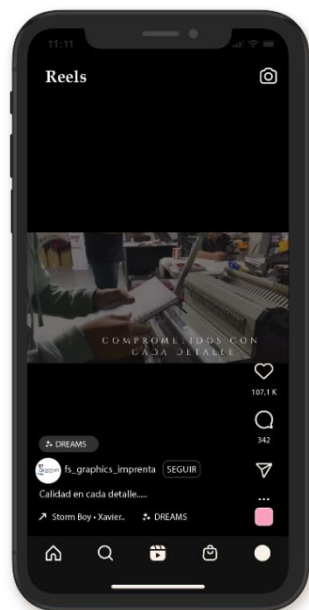 11:11
Reels
COMPROMETIDOS CON
CADA DETALLE
107,1 K
342
DREAMS
fs_graphics_imprenta SEGUIR
Calidad en cada detalle.....
Storm Boy • Xavier.. DREAMS